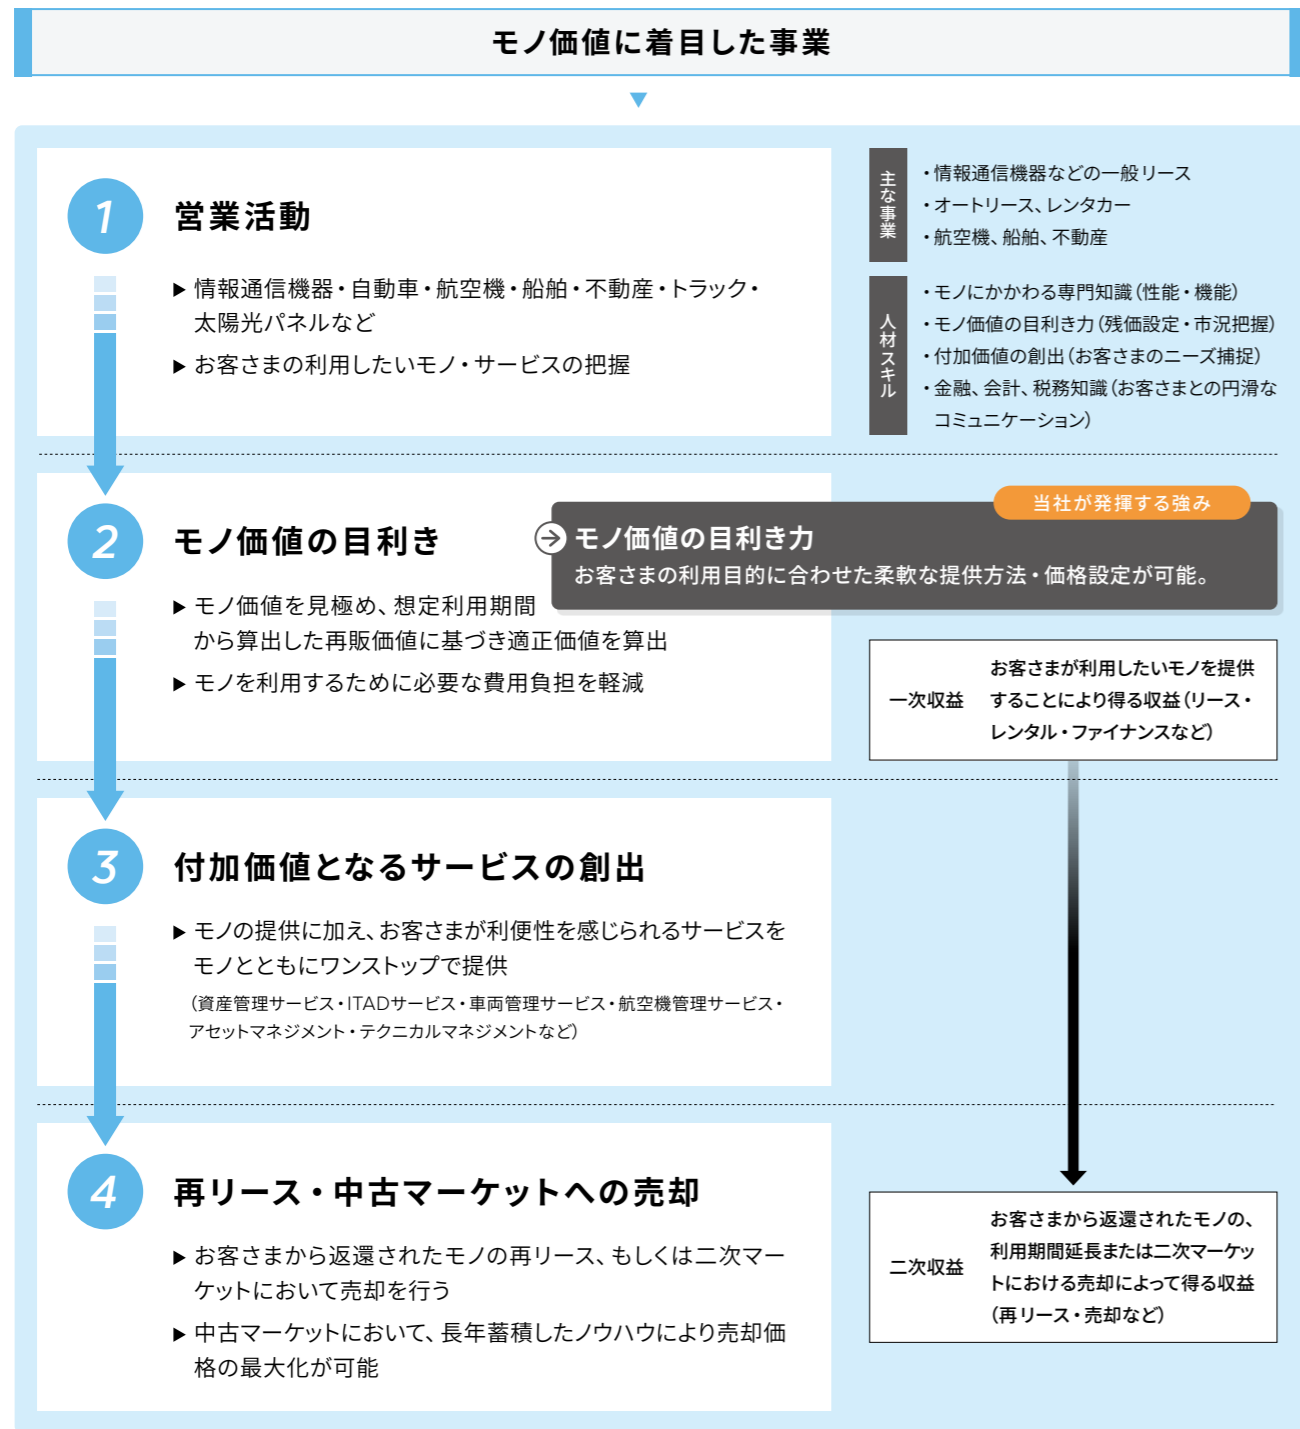 モノ価値に着目した事業
1
営業活動
▶ 情報通信機器・自動車・航空機・船舶・不動産・トラック・
太陽光パネルなど
▶ お客さまの利用したいモノ・サービスの把握
主な事業
・情報通信機器などの一般リース
・オートリース、レンタカー
・航空機、船舶、不動産
人材スキル
・モノにかかわる専門知識（性能・機能）
・モノ価値の目利き力（残価設定・市況把握）
・付加価値の創出（お客さまのニーズ捕捉）
・金融、会計、税務知識（お客さまとの円滑な
コミュニケーション）
2
モノ価値の目利き
▶ モノ価値を見極め、想定利用期間
から算出した再販価値に基づき適正価値を算出
▶ モノを利用するために必要な費用負担を軽減
当社が発揮する強み
モノ価値の目利き力
お客さまの利用目的に合わせた柔軟な提供方法・価格設定が可能。
一次収益
お客さまが利用したいモノを提供
することにより得る収益（リース・
レンタル・ファイナンスなど）
3
付加価値となるサービスの創出
▶ モノの提供に加え、お客さまが利便性を感じられるサービスを
モノとともにワンストップで提供
（資産管理サービス・ITADサービス・車両管理サービス・航空機管理サービス・
アセットマネジメント・テクニカルマネジメントなど）
4
再リース・中古マーケットへの売却
▶ お客さまから返還されたモノの再リース、もしくは二次マー
ケットにおいて売却を行う
▶ 中古マーケットにおいて、長年蓄積したノウハウにより売却価
格の最大化が可能
二次収益
お客さまから返還されたモノの、
利用期間延長または二次マーケッ
トにおける売却によって得る収益
（再リース・売却など）